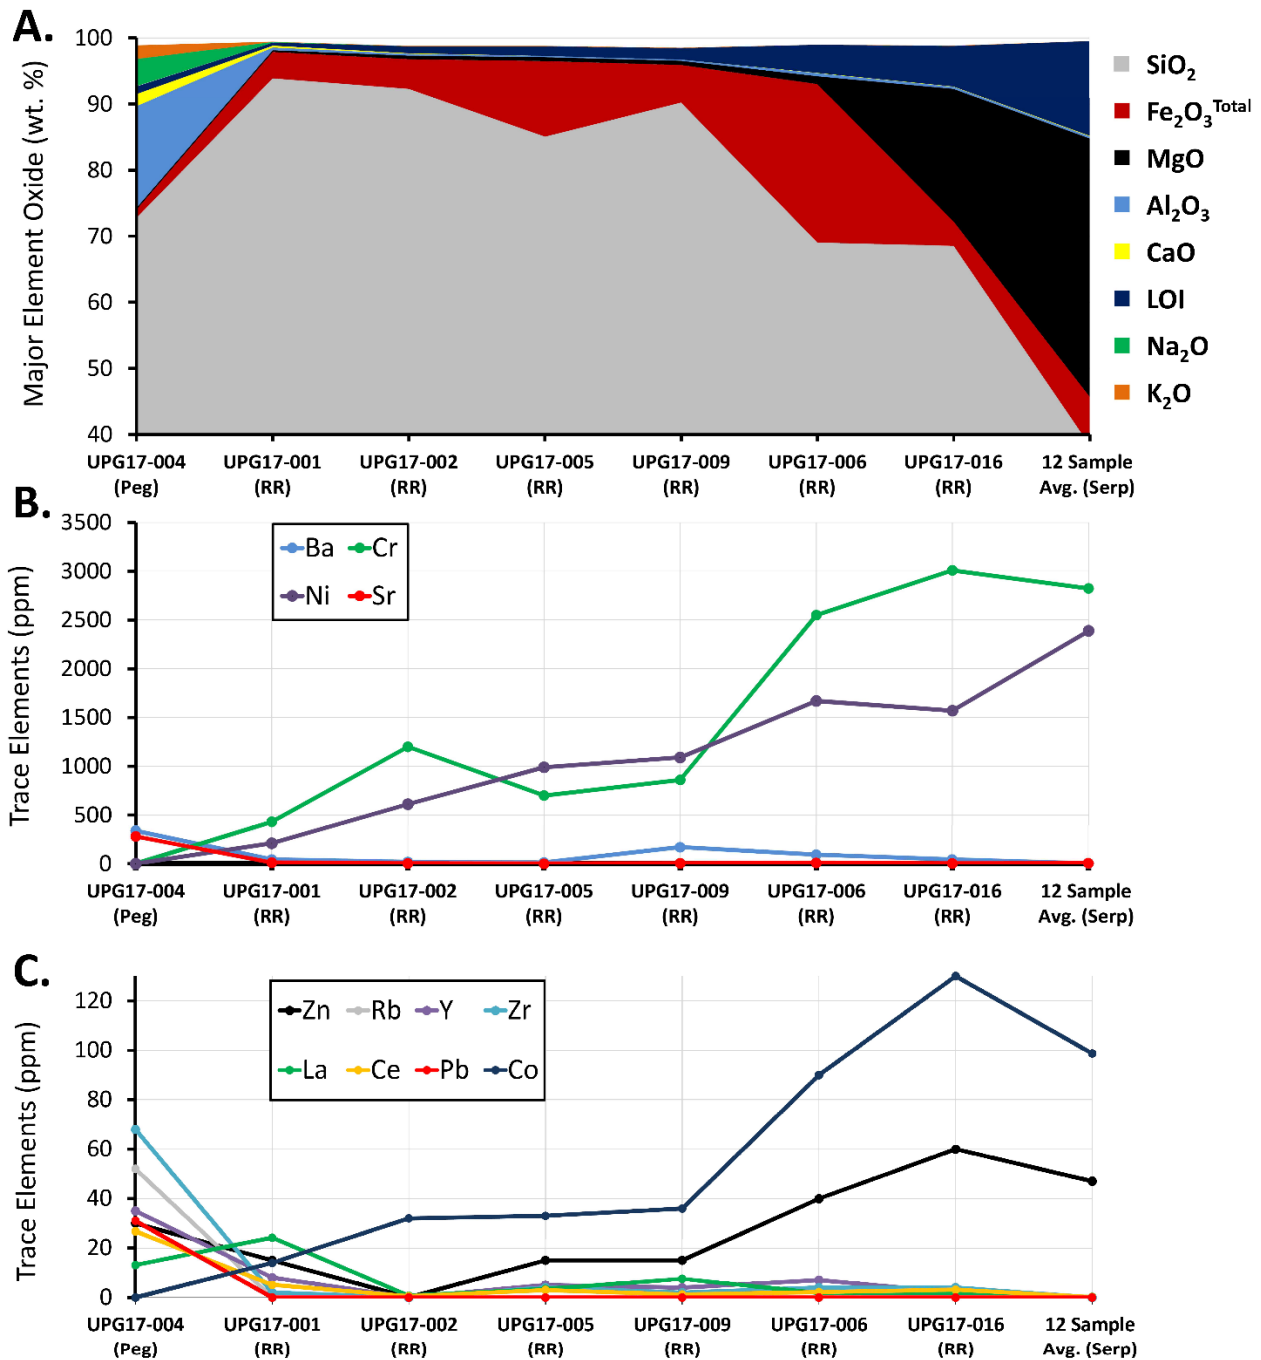 A.
Major Element Oxide (wt. %)
100
90
80
70
60
50
40
SiO₂
Fe₂O₃ᵀᵒᵗᵃˡ
MgO
Al₂O₃
CaO
LOI
Na₂O
K₂O
UPG17-004 UPG17-001 UPG17-002 UPG17-005 UPG17-009 UPG17-006 UPG17-016 12 Sample
(Peg) (RR) (RR) (RR) (RR) (RR) (RR) Avg. (Serp)
B.
Trace Elements (ppm)
3500
3000
2500
2000
1500
1000
500
0
Ba Cr
Ni Sr
UPG17-004 UPG17-001 UPG17-002 UPG17-005 UPG17-009 UPG17-006 UPG17-016 12 Sample
(Peg) (RR) (RR) (RR) (RR) (RR) (RR) Avg. (Serp)
C.
Trace Elements (ppm)
120
100
80
60
40
20
0
Zn Rb Y Zr
La Ce Pb Co
UPG17-004 UPG17-001 UPG17-002 UPG17-005 UPG17-009 UPG17-006 UPG17-016 12 Sample
(Peg) (RR) (RR) (RR) (RR) (RR) (RR) Avg. (Serp)